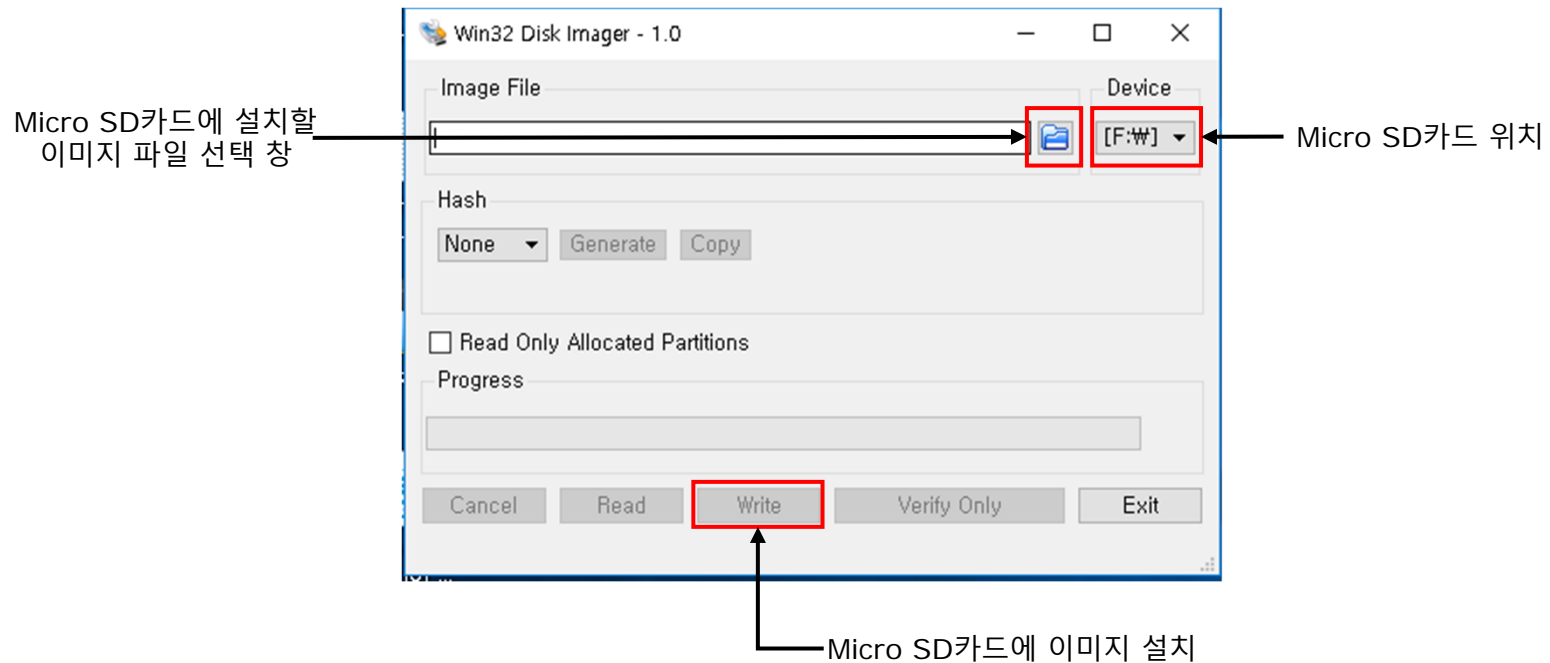 Win32 Disk Imager - 1.0
Image File
Device
Micro SD카드에 설치할
이미지 파일 선택 창
[F:₩]
Micro SD카드 위치
Hash
None
Generate
Copy
Read Only Allocated Partitions
Progress
Cancel
Read
Write
Verify Only
Exit
Micro SD카드에 이미지 설치